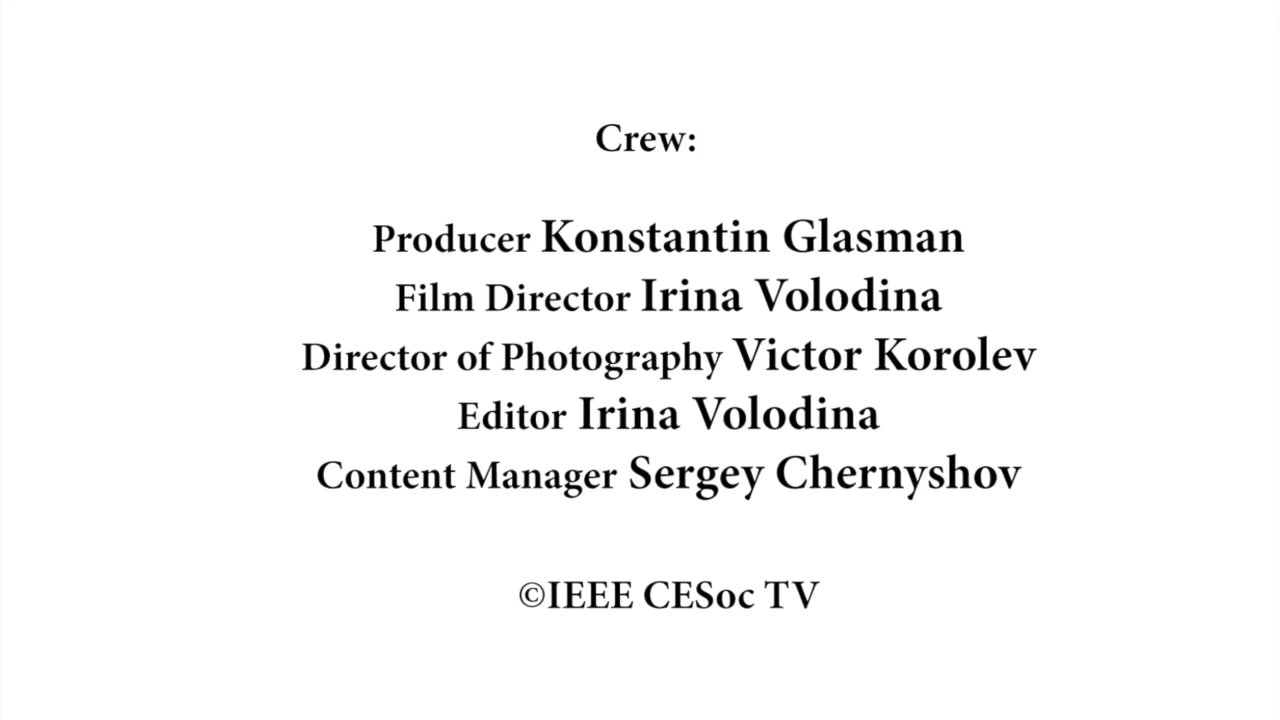 Crew:
Producer Konstantin Glasman
Film Director Irina Volodina
Director of Photography Victor Korolev
Editor Irina Volodina
Content Manager Sergey Chernyshov
©IEEE CESoc TV